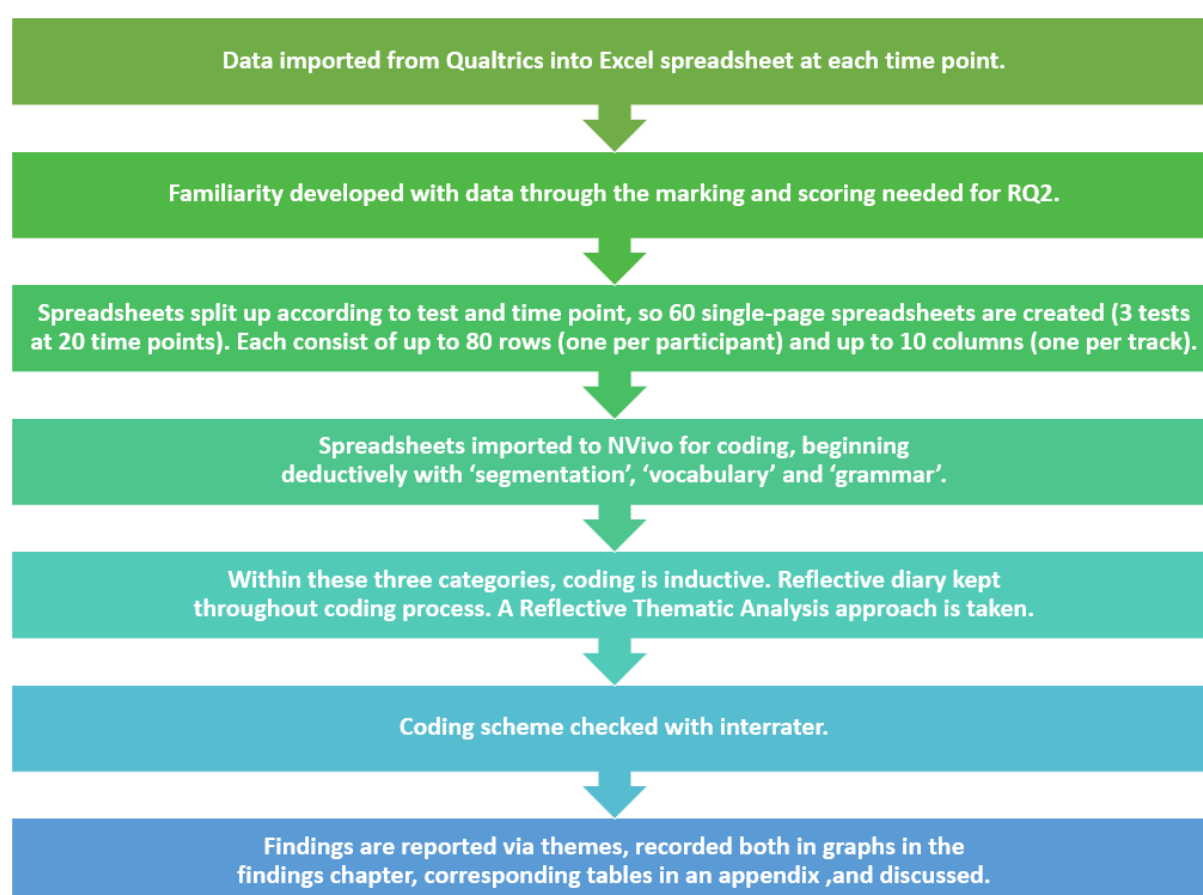 Data imported from Qualtrics into Excel spreadsheet at each time point.
Familiarity developed with data through the marking and scoring needed for RQ2.
Spreadsheets split up according to test and time point, so 60 single-page spreadsheets are created (3 tests
at 20 time points). Each consist of up to 80 rows (one per participant) and up to 10 columns (one per track).
Spreadsheets imported to NVivo for coding, beginning
deductively with ‘segmentation’, ‘vocabulary’ and ‘grammar’.
Within these three categories, coding is inductive. Reflective diary kept
throughout coding process. A Reflective Thematic Analysis approach is taken.
Coding scheme checked with interrater.
Findings are reported via themes, recorded both in graphs in the
findings chapter, corresponding tables in an appendix ,and discussed.